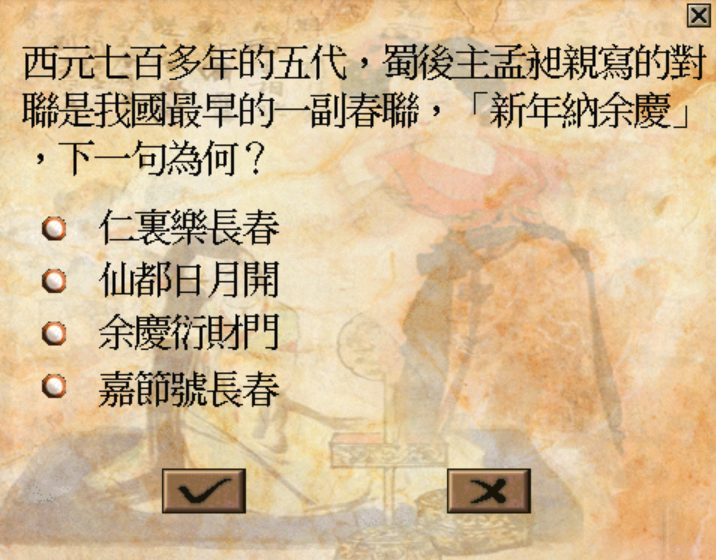 西元七百多年的五代，蜀後主孟昶親寫的對
聯是我國最早的一副春聯，「新年納余慶」
，下一句為何？
仁裏樂長春
仙都日月開
余慶衍財門
嘉節號長春